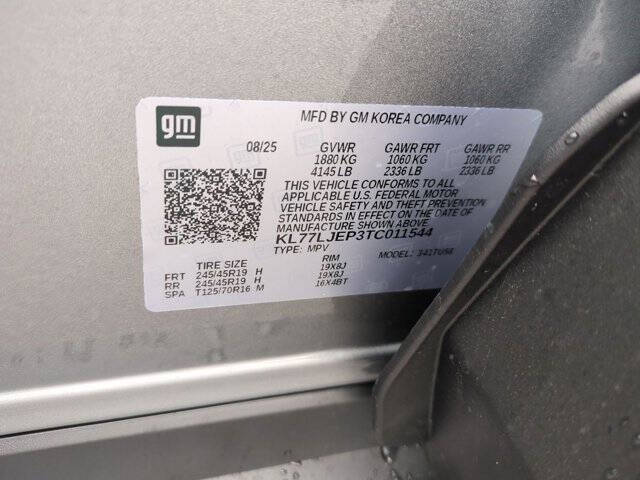 gm
MFD BY GM KOREA COMPANY
08/25 GVWR GAWR FRT GAWR RR
1880 KG 1060 KG 1060 KG
4145 LB 2336 LB 2336 LB
THIS VEHICLE CONFORMS TO ALL
APPLICABLE U.S. FEDERAL MOTOR
VEHICLE SAFETY AND THEFT PREVENTION
STANDARDS IN EFFECT ON THE DATE OF
MANUFACTURE SHOWN ABOVE
KL77LJEP3TC011544
TYPE: MPV MODEL: 341TU56
TIRE SIZE RIM
FRT 245/45R19 H 19X8J
RR 245/45R19 H 19X8J
SPA T125/70R16 M 16X4BT